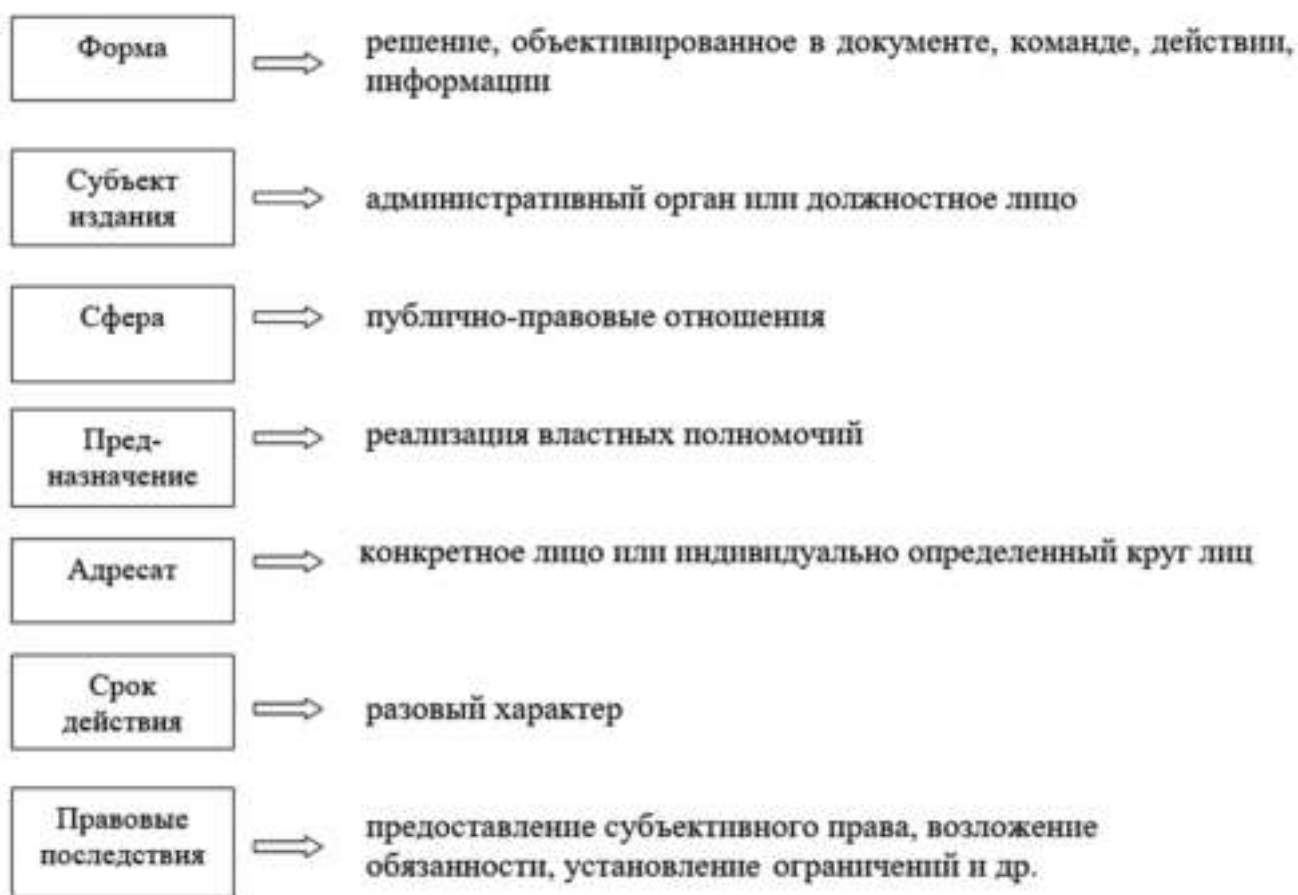 Форма
решение, объективированное в документе, команде, действии,
информации
Субъект
издания
административный орган или должностное лицо
Сфера
публично-правовые отношения
Пред-
назначение
реализация властных полномочий
Адресат
конкретное лицо или индивидуально определенный круг лиц
Срок
действия
разовый характер
Правовые
последствия
предоставление субъективного права, возложение
обязанности, установление ограничений и др.